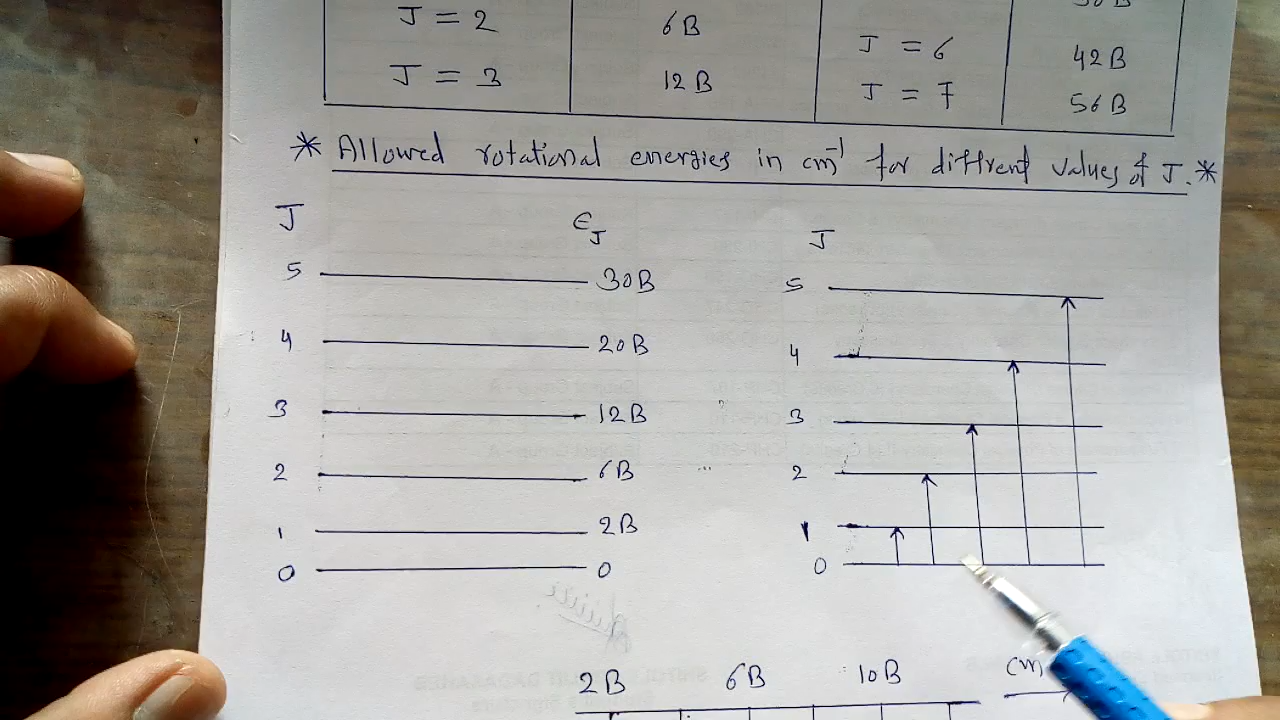 J = 2 6B
J = 6 42B
J = 3 12B
J = 7 56B
* Allowed rotational energies in cm⁻¹ for diffrent values of J. *
J ϵJ J
5 30B 5
4 20B 4
3 12B 3
2 6B 2
1 2B 1
0 0 0
2B 6B 10B